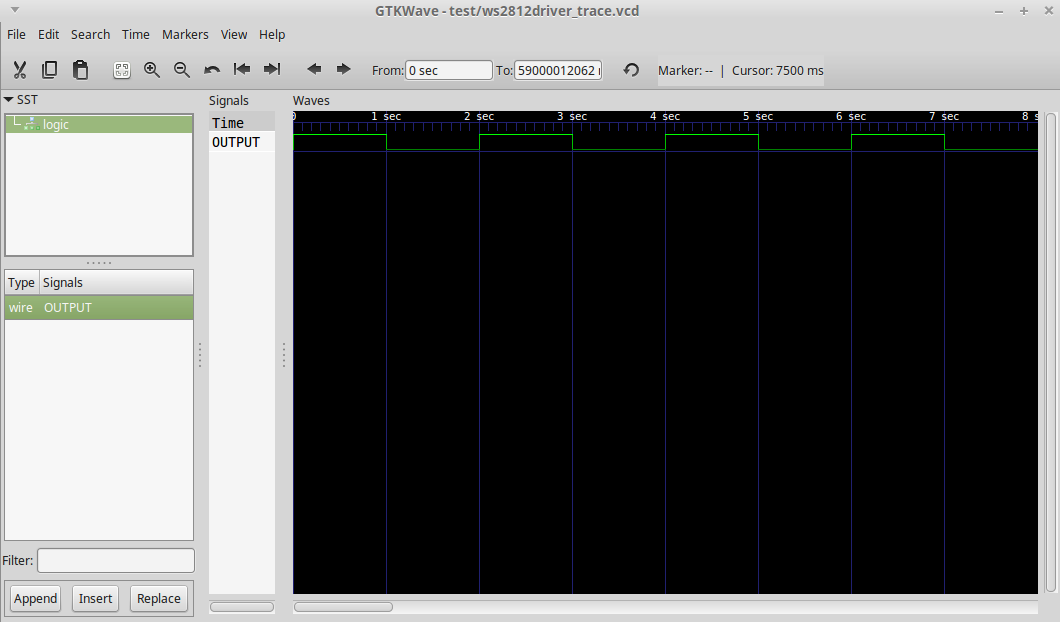 GTKWave - test/ws2812driver_trace.vcd
File Edit Search Time Markers View Help
From: 0 sec To: 59000012062 Marker: -- | Cursor: 7500 ms
SST
logic
Type Signals
wire OUTPUT
Filter:
Append Insert Replace
Signals
Time
OUTPUT
Waves
0 1 sec 2 sec 3 sec 4 sec 5 sec 6 sec 7 sec 8 s